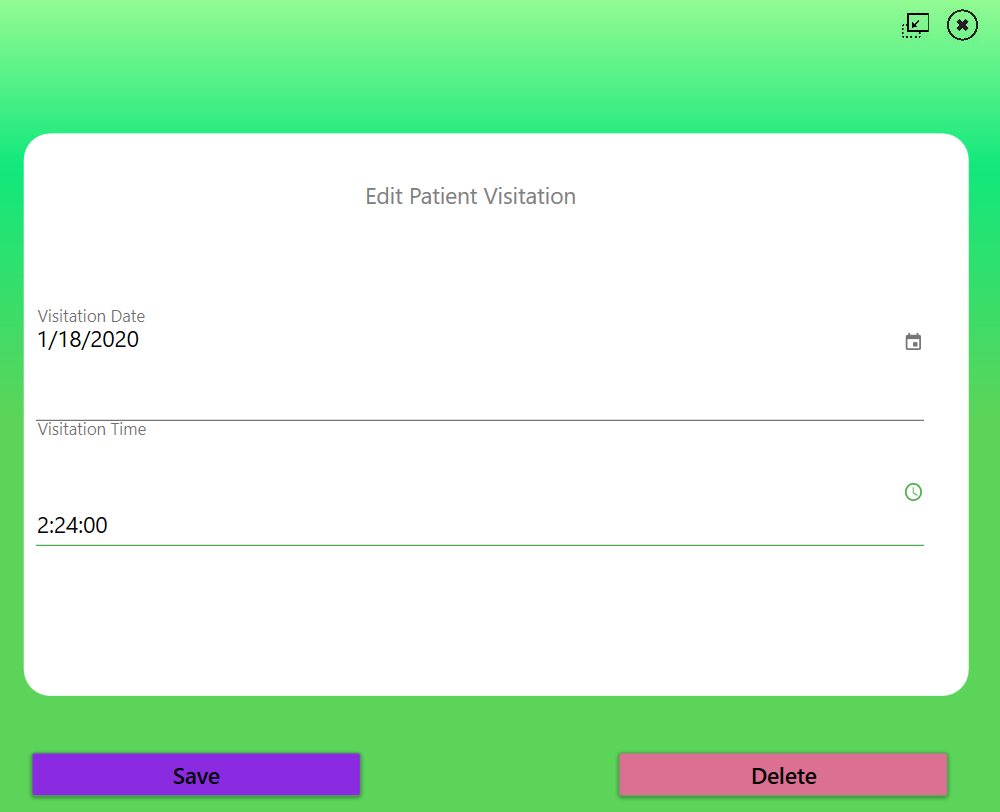 Edit Patient Visitation
Visitation Date
1/18/2020
Visitation Time
2:24:00
Save
Delete